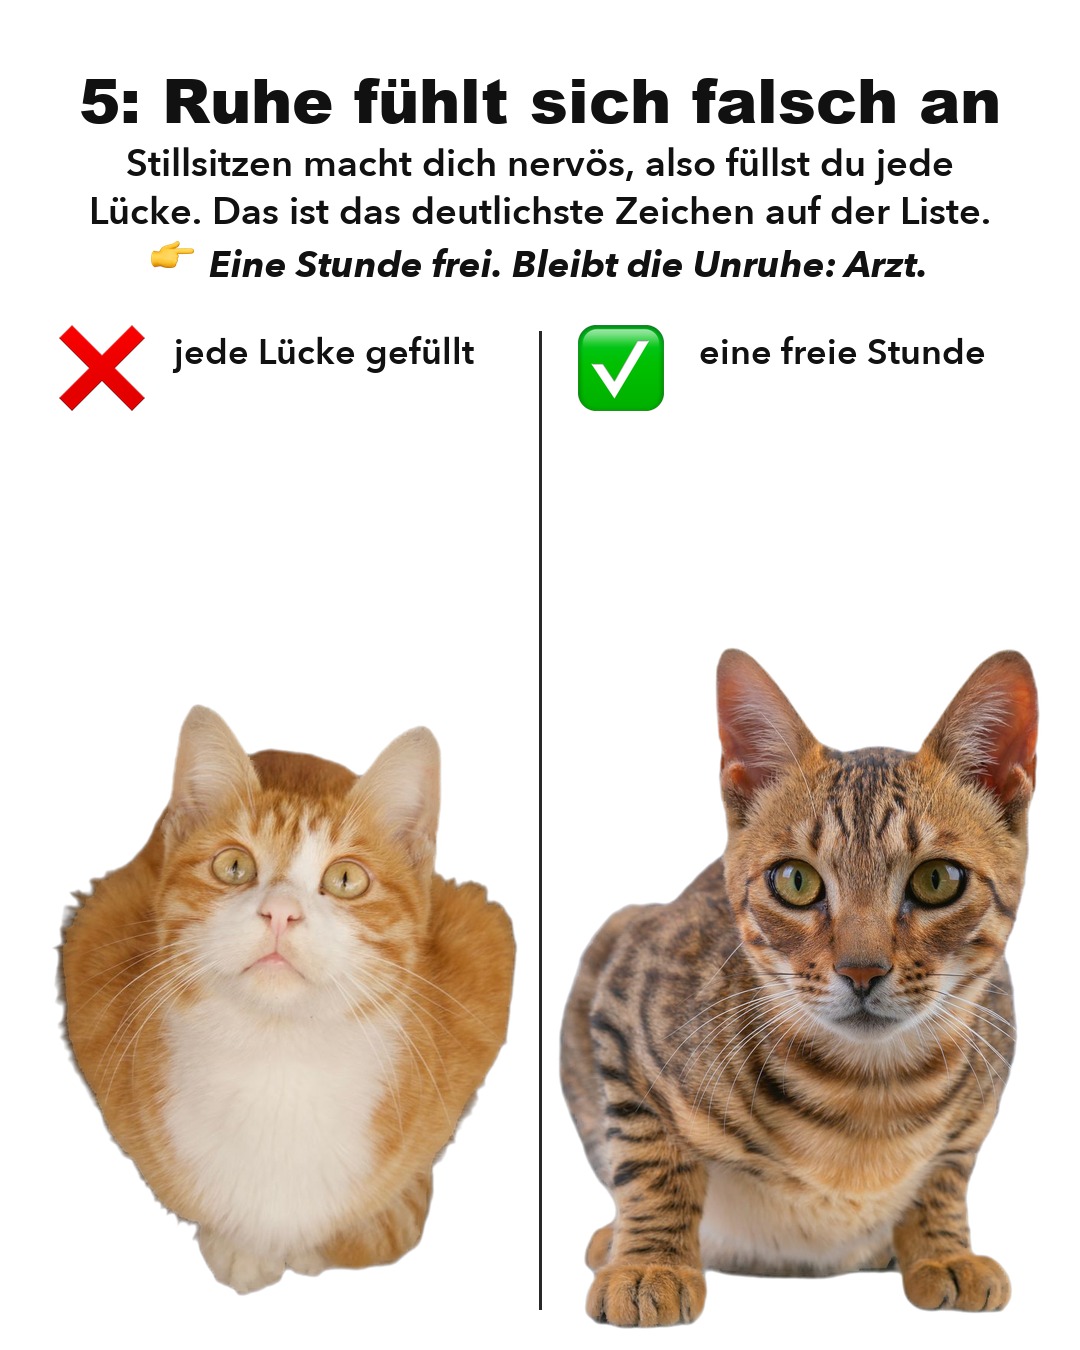 5: Ruhe fühlt sich falsch an
Stillsitzen macht dich nervös, also füllst du jede
Lücke. Das ist das deutlichste Zeichen auf der Liste.
👉 Eine Stunde frei. Bleibt die Unruhe: Arzt.
❌ jede Lücke gefüllt
✅ eine freie Stunde